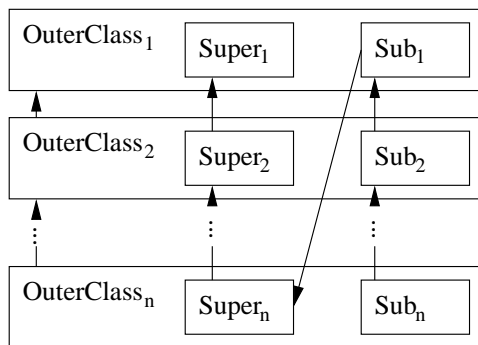 OuterClass₁ Super₁ Sub₁
OuterClass₂ Super₂ Sub₂
⋮ ⋮ ⋮
OuterClassₙ Superₙ Subₙ